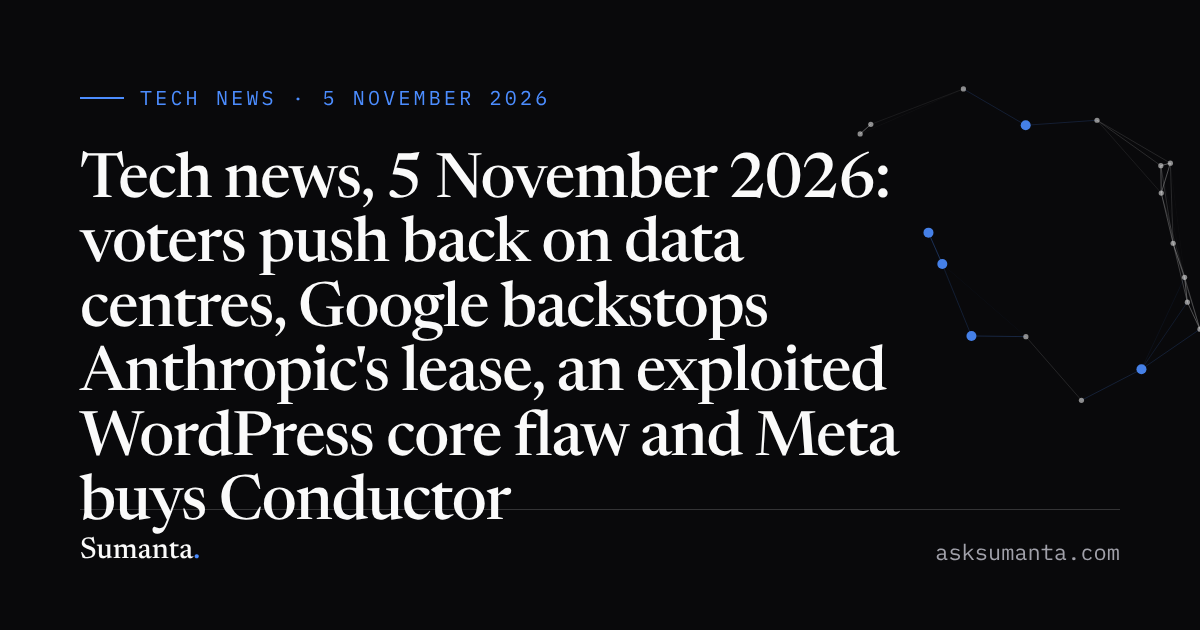 TECH NEWS · 5 NOVEMBER 2026
Tech news, 5 November 2026:
voters push back on data
centres, Google backstops
Anthropic's lease, an exploited
WordPress core flaw and Meta
buys Conductor
Sumanta.
asksumanta.com